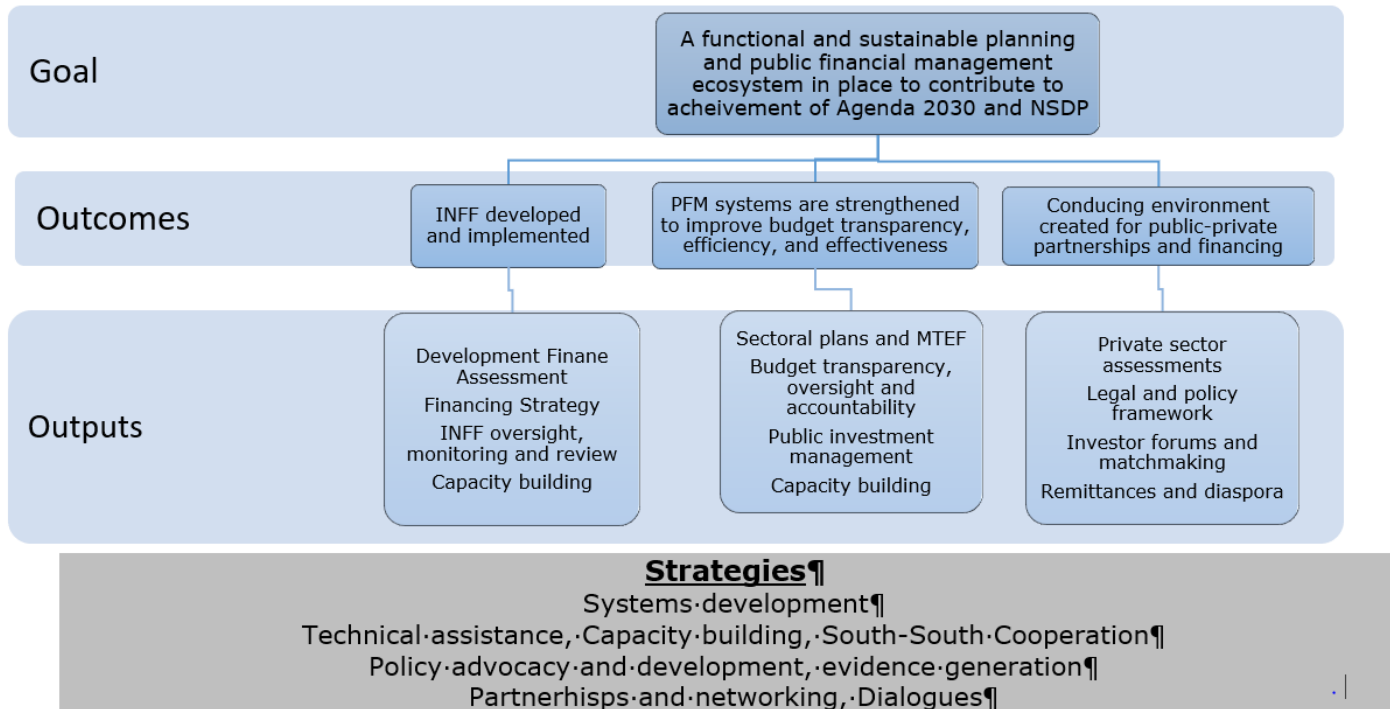 Goal
A functional and sustainable planning
and public financial management
ecosystem in place to contribute to
acheivement of Agenda 2030 and NSDP
Outcomes
INFF developed
and implemented
PFM systems are strengthened
to improve budget transparency,
efficiency, and effectiveness
Conducing environment
created for public-private
partnerships and financing
Outputs
Development Finane
Assessment
Financing Strategy
INFF oversight,
monitoring and review
Capacity building
Sectoral plans and MTEF
Budget transparency,
oversight and
accountability
Public investment
management
Capacity building
Private sector
assessments
Legal and policy
framework
Investor forums and
matchmaking
Remittances and diaspora
Strategies¶
Systems·development¶
Technical·assistance,·Capacity·building,·South-South·Cooperation¶
Policy·advocacy·and·development,·evidence·generation¶
Partnerhisps·and·networking,·Dialogues¶